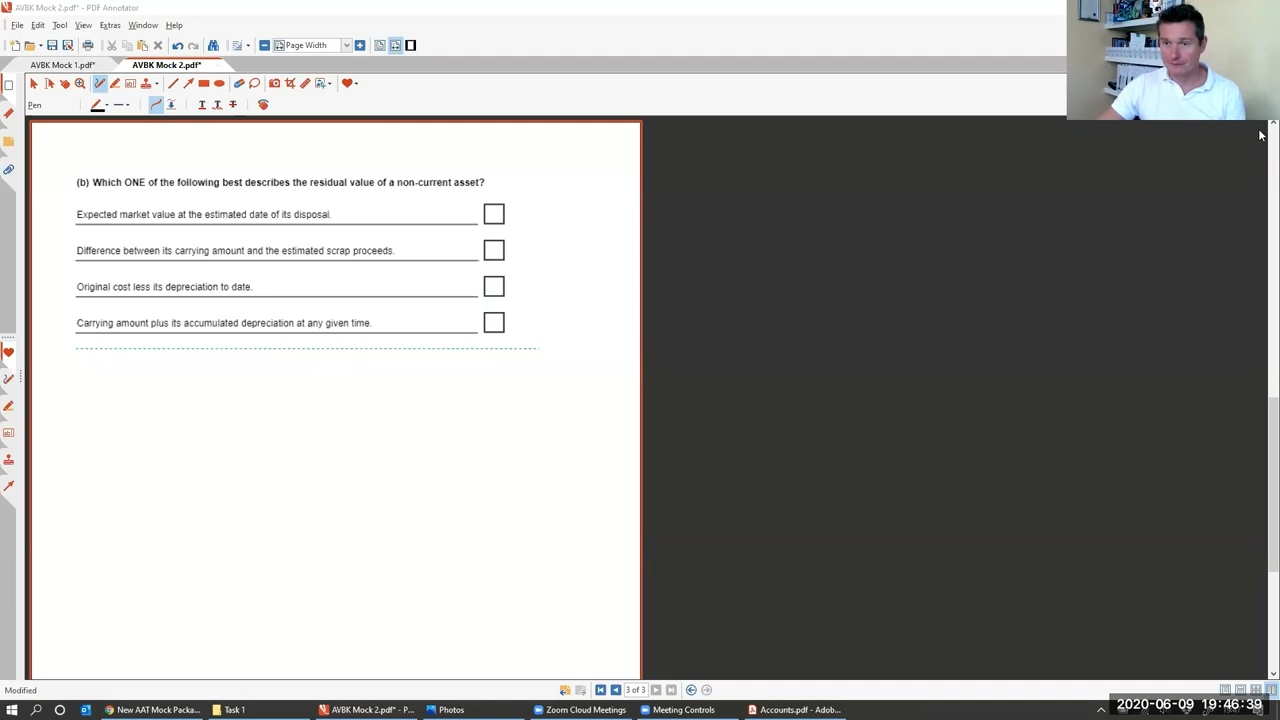 AVBK Mock 2.pdf* - PDF Annotator
File Edit Tool View Extras Window Help
Page Width
AVBK Mock 1.pdf* AVBK Mock 2.pdf*
Pen
(b) Which ONE of the following best describes the residual value of a non-current asset?
Expected market value at the estimated date of its disposal.
Difference between its carrying amount and the estimated scrap proceeds.
Original cost less its depreciation to date.
Carrying amount plus its accumulated depreciation at any given time.
Modified 3 of 3
New AAT Mock Packa... Task 1 AVBK Mock 2.pdf* - P... Photos Zoom Cloud Meetings Meeting Controls Accounts.pdf - Adob...
2020-06-09 19:46:39